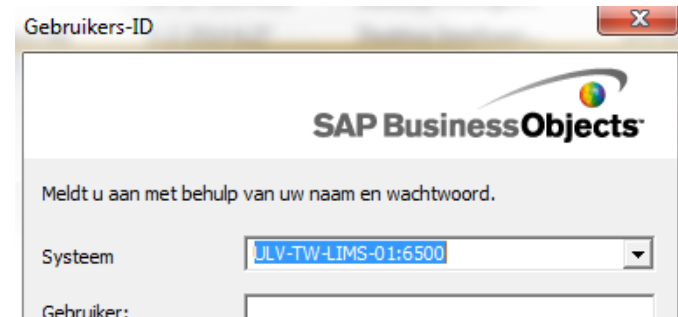 Gebruikers-ID
SAP BusinessObjects
Meldt u aan met behulp van uw naam en wachtwoord.
Systeem ULV-TW-LIMS-01:6500
Gebruiker: